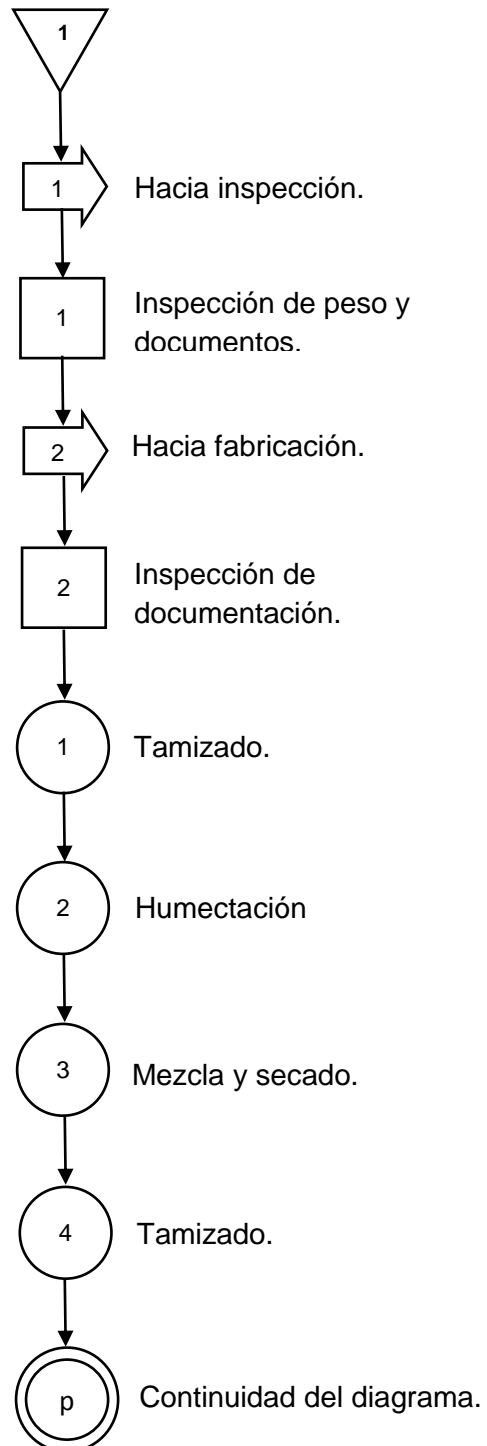 1
1 Hacia inspección.
1 Inspección de peso y
documentos.
2 Hacia fabricación.
2 Inspección de
documentación.
1 Tamizado.
2 Humectación
3 Mezcla y secado.
4 Tamizado.
p Continuidad del diagrama.